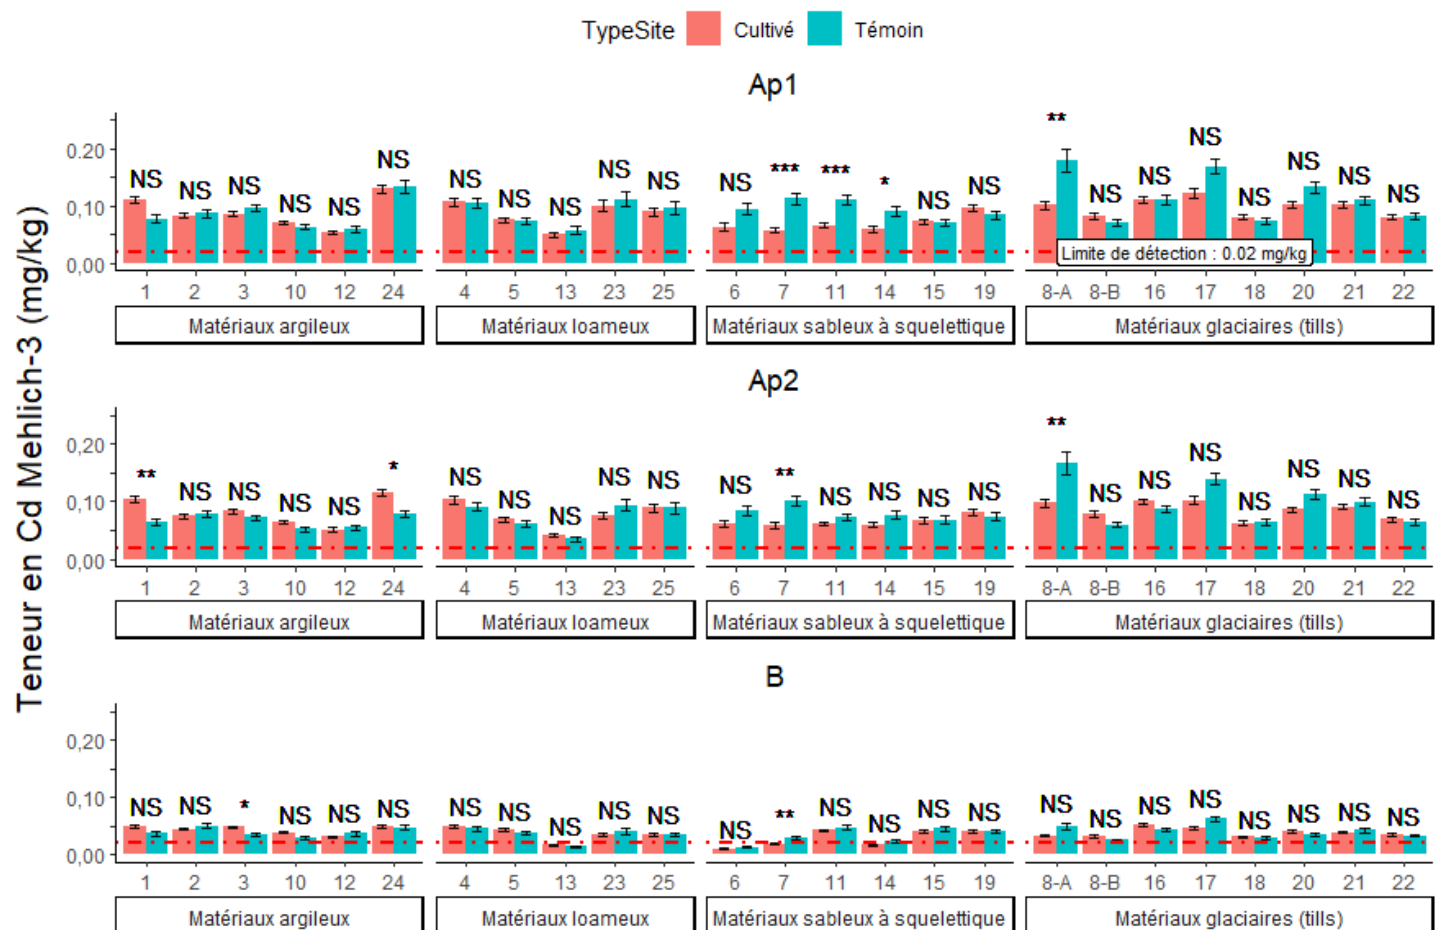 TypeSite Cultivé Témoin
Ap1
Teneur en Cd Mehlich-3 (mg/kg)
NS NS NS NS NS NS NS NS NS NS NS NS *** *** * NS NS ** NS NS NS NS NS NS NS
0,20
0,10
0,00
Limite de détection : 0.02 mg/kg
1 2 3 10 12 24 4 5 13 23 25 6 7 11 14 15 19 8-A 8-B 16 17 18 20 21 22
Matériaux argileux Matériaux loameux Matériaux sableux à squelettique Matériaux glaciaires (tills)
Ap2
** NS NS NS NS * NS NS NS NS NS NS ** NS NS NS NS ** NS NS NS NS NS NS NS
0,20
0,10
0,00
1 2 3 10 12 24 4 5 13 23 25 6 7 11 14 15 19 8-A 8-B 16 17 18 20 21 22
Matériaux argileux Matériaux loameux Matériaux sableux à squelettique Matériaux glaciaires (tills)
B
0,20
0,10
0,00
NS NS * NS NS NS NS NS NS NS NS NS ** NS NS NS NS NS NS NS NS NS NS NS NS
1 2 3 10 12 24 4 5 13 23 25 6 7 11 14 15 19 8-A 8-B 16 17 18 20 21 22
Matériaux argileux Matériaux loameux Matériaux sableux à squelettique Matériaux glaciaires (tills)